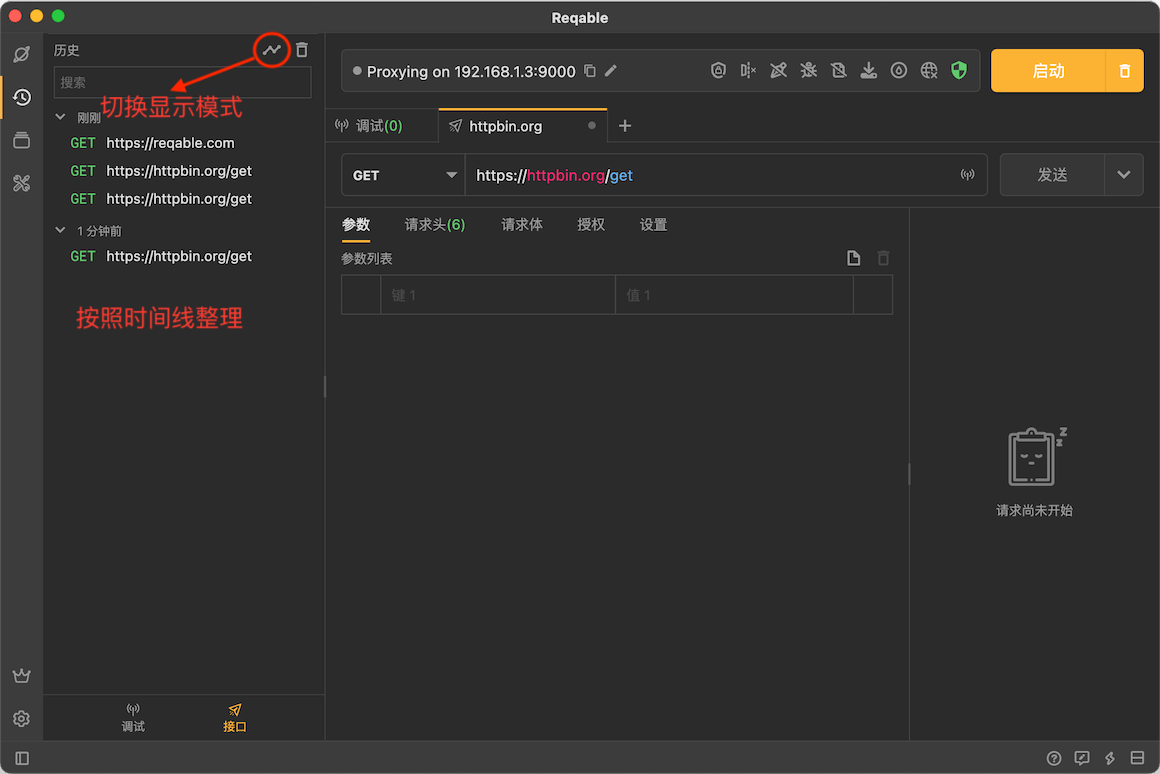 Reqable
历史
Proxying on 192.168.1.3:9000
启动
搜索
切换显示模式
调试(0)
httpbin.org
刚刚
GET https://reqable.com
GET https://httpbin.org/get
GET https://httpbin.org/get
1 分钟前
GET https://httpbin.org/get
按照时间线整理
GET
https://httpbin.org/get
发送
参数
请求头(6)
请求体
授权
设置
参数列表
键 1
值 1
请求尚未开始
调试
接口